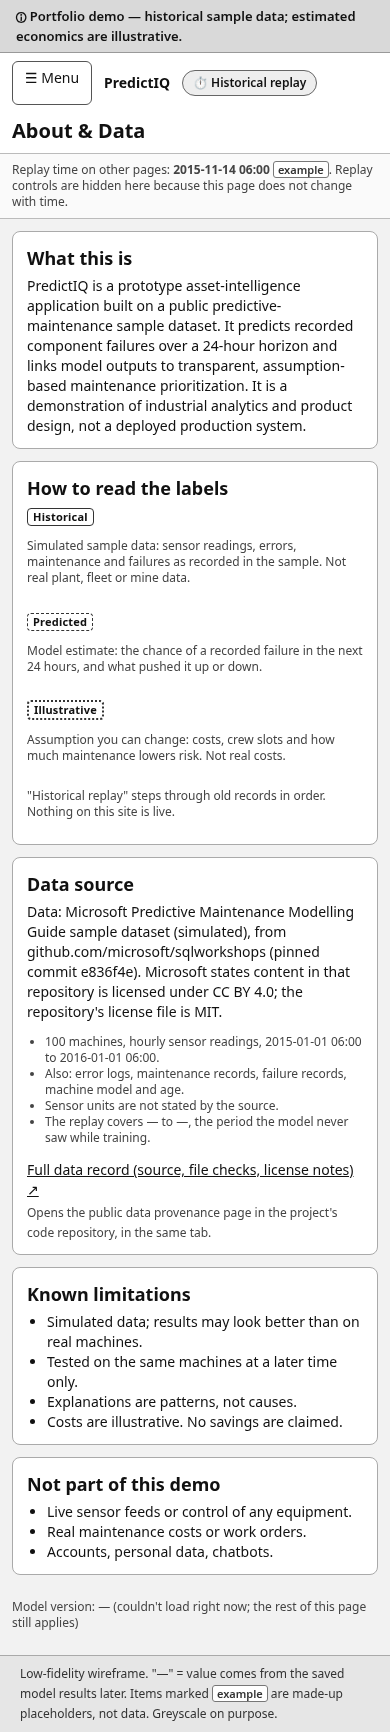 ⓘ Portfolio demo — historical sample data; estimated
economics are illustrative.
☰ Menu PredictIQ ⏱️ Historical replay
About & Data
Replay time on other pages: 2015-11-14 06:00 example. Replay
controls are hidden here because this page does not change
with time.
What this is
PredictIQ is a prototype asset-intelligence
application built on a public predictive-
maintenance sample dataset. It predicts recorded
component failures over a 24-hour horizon and
links model outputs to transparent, assumption-
based maintenance prioritization. It is a
demonstration of industrial analytics and product
design, not a deployed production system.
How to read the labels
Historical
Simulated sample data: sensor readings, errors,
maintenance and failures as recorded in the sample. Not
real plant, fleet or mine data.
Predicted
Model estimate: the chance of a recorded failure in the next
24 hours, and what pushed it up or down.
Illustrative
Assumption you can change: costs, crew slots and how
much maintenance lowers risk. Not real costs.
"Historical replay" steps through old records in order.
Nothing on this site is live.
Data source
Data: Microsoft Predictive Maintenance Modelling
Guide sample dataset (simulated), from
github.com/microsoft/sqlworkshops (pinned
commit e836f4e). Microsoft states content in that
repository is licensed under CC BY 4.0; the
repository's license file is MIT.
• 100 machines, hourly sensor readings, 2015-01-01 06:00
to 2016-01-01 06:00.
• Also: error logs, maintenance records, failure records,
machine model and age.
• Sensor units are not stated by the source.
• The replay covers — to —, the period the model never
saw while training.
Full data record (source, file checks, license notes)
↗
Opens the public data provenance page in the project's
code repository, in the same tab.
Known limitations
• Simulated data; results may look better than on
real machines.
• Tested on the same machines at a later time
only.
• Explanations are patterns, not causes.
• Costs are illustrative. No savings are claimed.
Not part of this demo
• Live sensor feeds or control of any equipment.
• Real maintenance costs or work orders.
• Accounts, personal data, chatbots.
Model version: — (couldn't load right now; the rest of this page
still applies)
Low-fidelity wireframe. "—" = value comes from the saved
model results later. Items marked example are made-up
placeholders, not data. Greyscale on purpose.